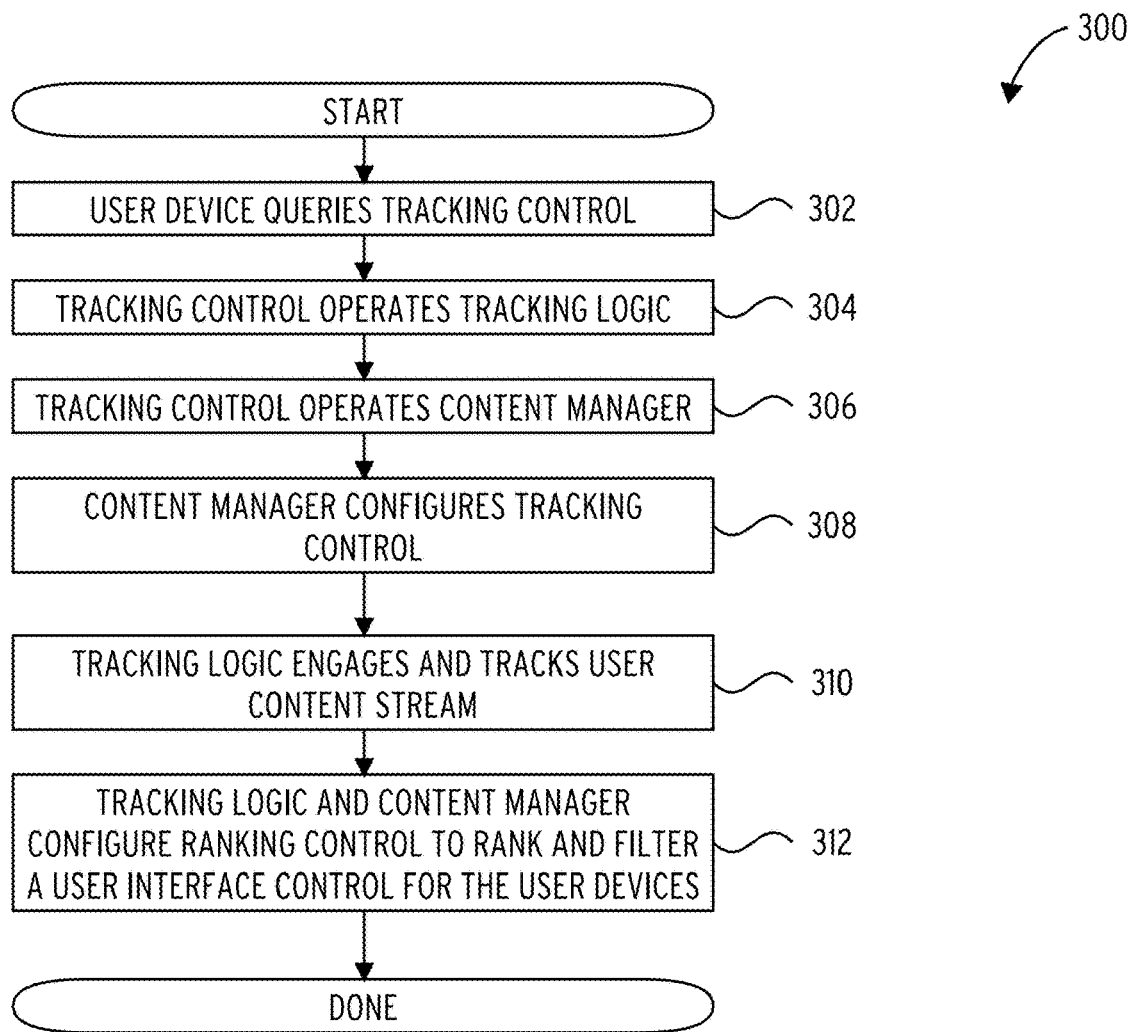 300
START
USER DEVICE QUERIES TRACKING CONTROL
302
TRACKING CONTROL OPERATES TRACKING LOGIC
304
TRACKING CONTROL OPERATES CONTENT MANAGER
306
CONTENT MANAGER CONFIGURES TRACKING
CONTROL
308
TRACKING LOGIC ENGAGES AND TRACKS USER
CONTENT STREAM
310
TRACKING LOGIC AND CONTENT MANAGER
CONFIGURE RANKING CONTROL TO RANK AND FILTER
A USER INTERFACE CONTROL FOR THE USER DEVICES
312
DONE